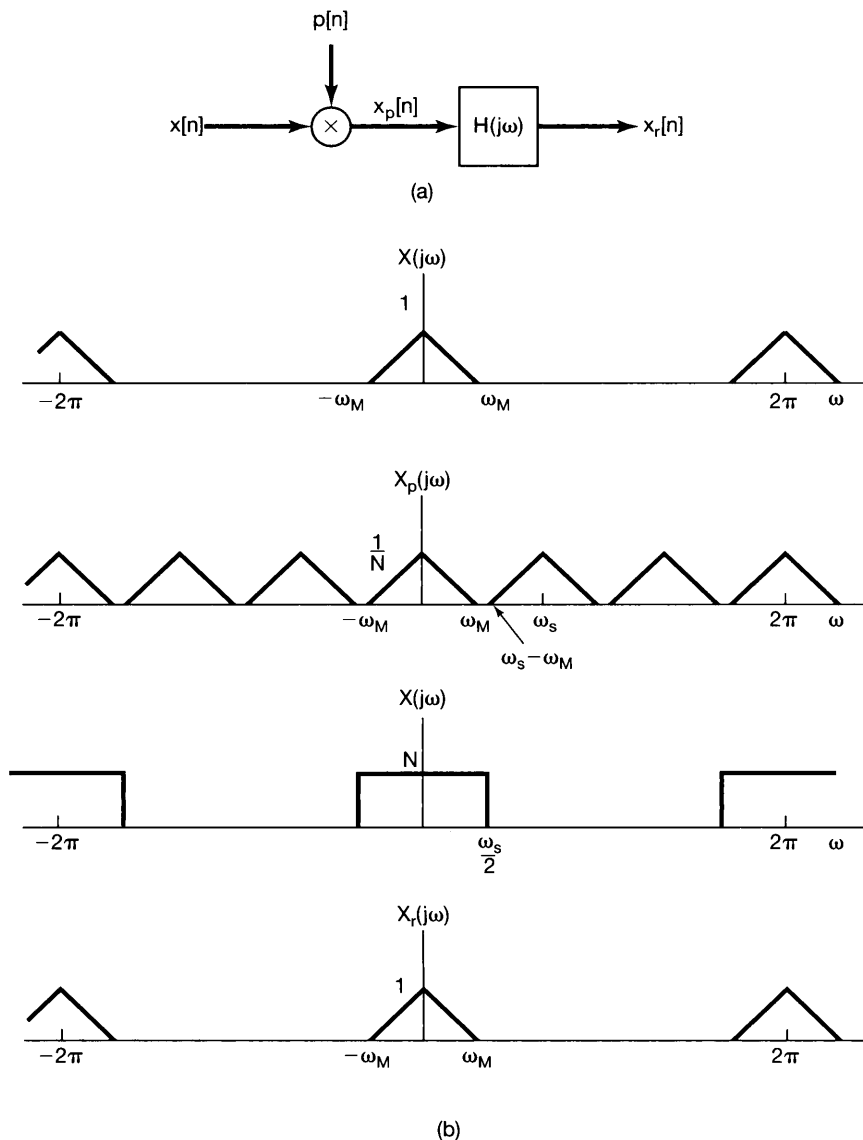 p[n]
x[n] × x_p[n] H(jω) x_r[n]
(a)
X(jω)
1
−2π −ω_M ω_M 2π ω
X_p(jω)
1/N
−2π −ω_M ω_M ω_s 2π ω
ω_s−ω_M
X(jω)
N
−2π ω_s/2 2π ω
X_r(jω)
1
−2π −ω_M ω_M 2π
(b)